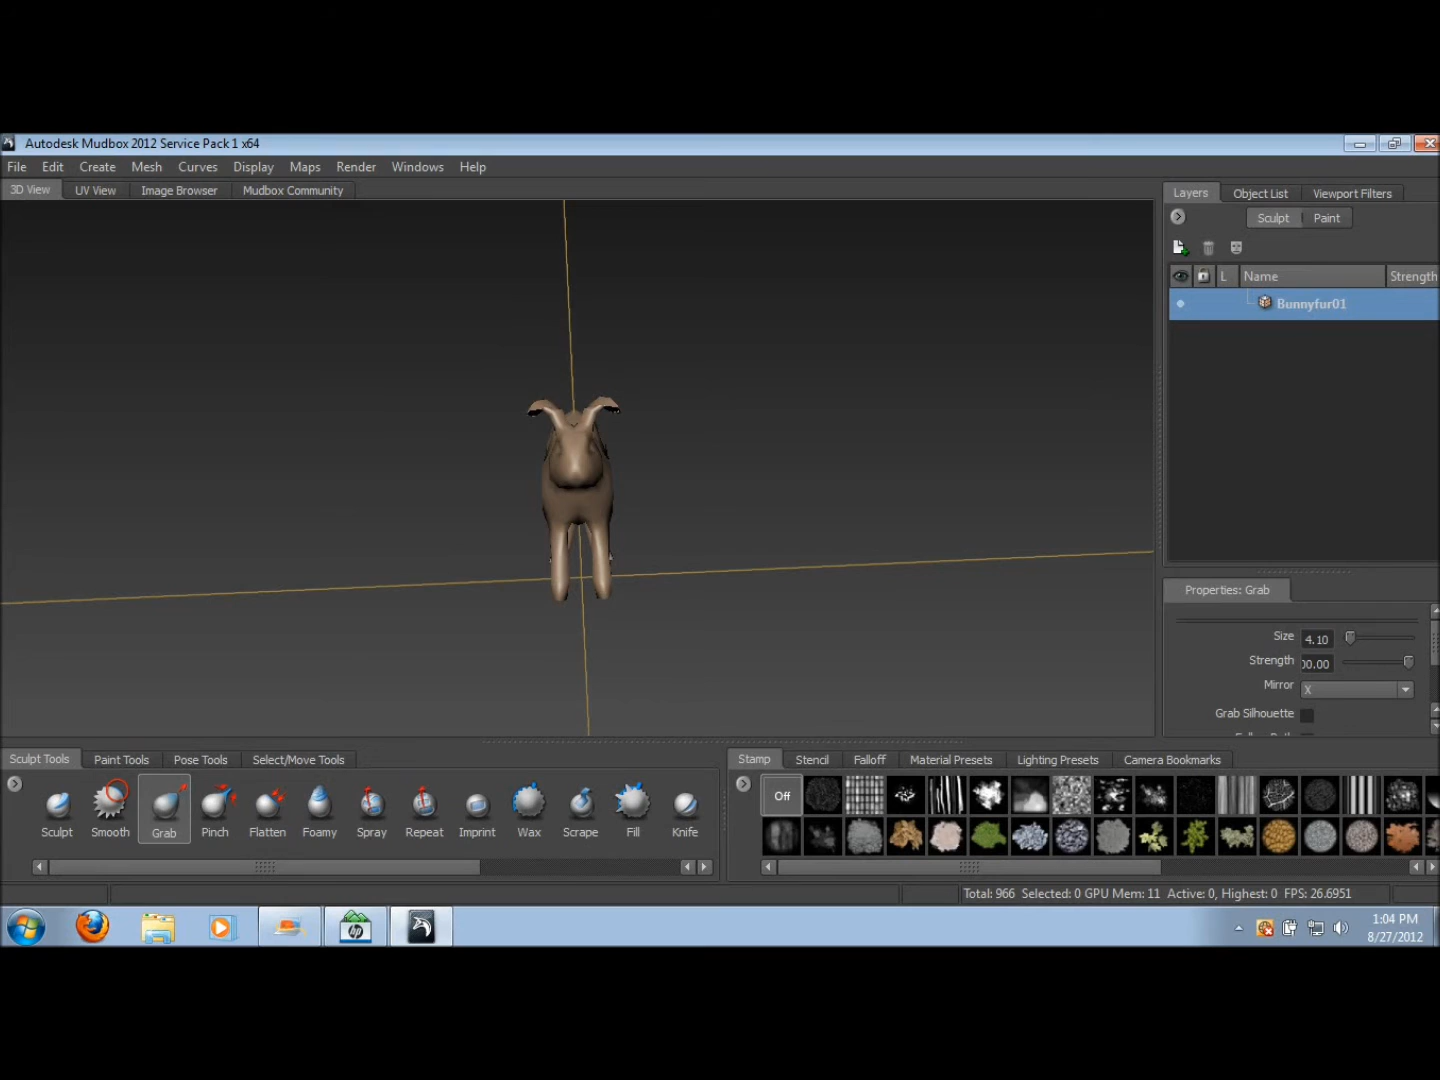 Autodesk Mudbox 2012 Service Pack 1 x64
File Edit Create Mesh Curves Display Maps Render Windows Help
3D View UV View Image Browser Mudbox Community
Layers Object List Viewport Filters
Sculpt Paint
L Name Strength
Bunnyfur01
Properties: Grab
Size 4.10
Strength 00.00
Mirror X
Grab Silhouette
Sculpt Tools Paint Tools Pose Tools Select/Move Tools
Stamp Stencil Falloff Material Presets Lighting Presets Camera Bookmarks
Off
Sculpt Smooth Grab Pinch Flatten Foamy Spray Repeat Imprint Wax Scrape Fill Knife
Total: 966 Selected: 0 GPU Mem: 11 Active: 0, Highest: 0 FPS: 26.6951
hp
1:04 PM
8/27/2012